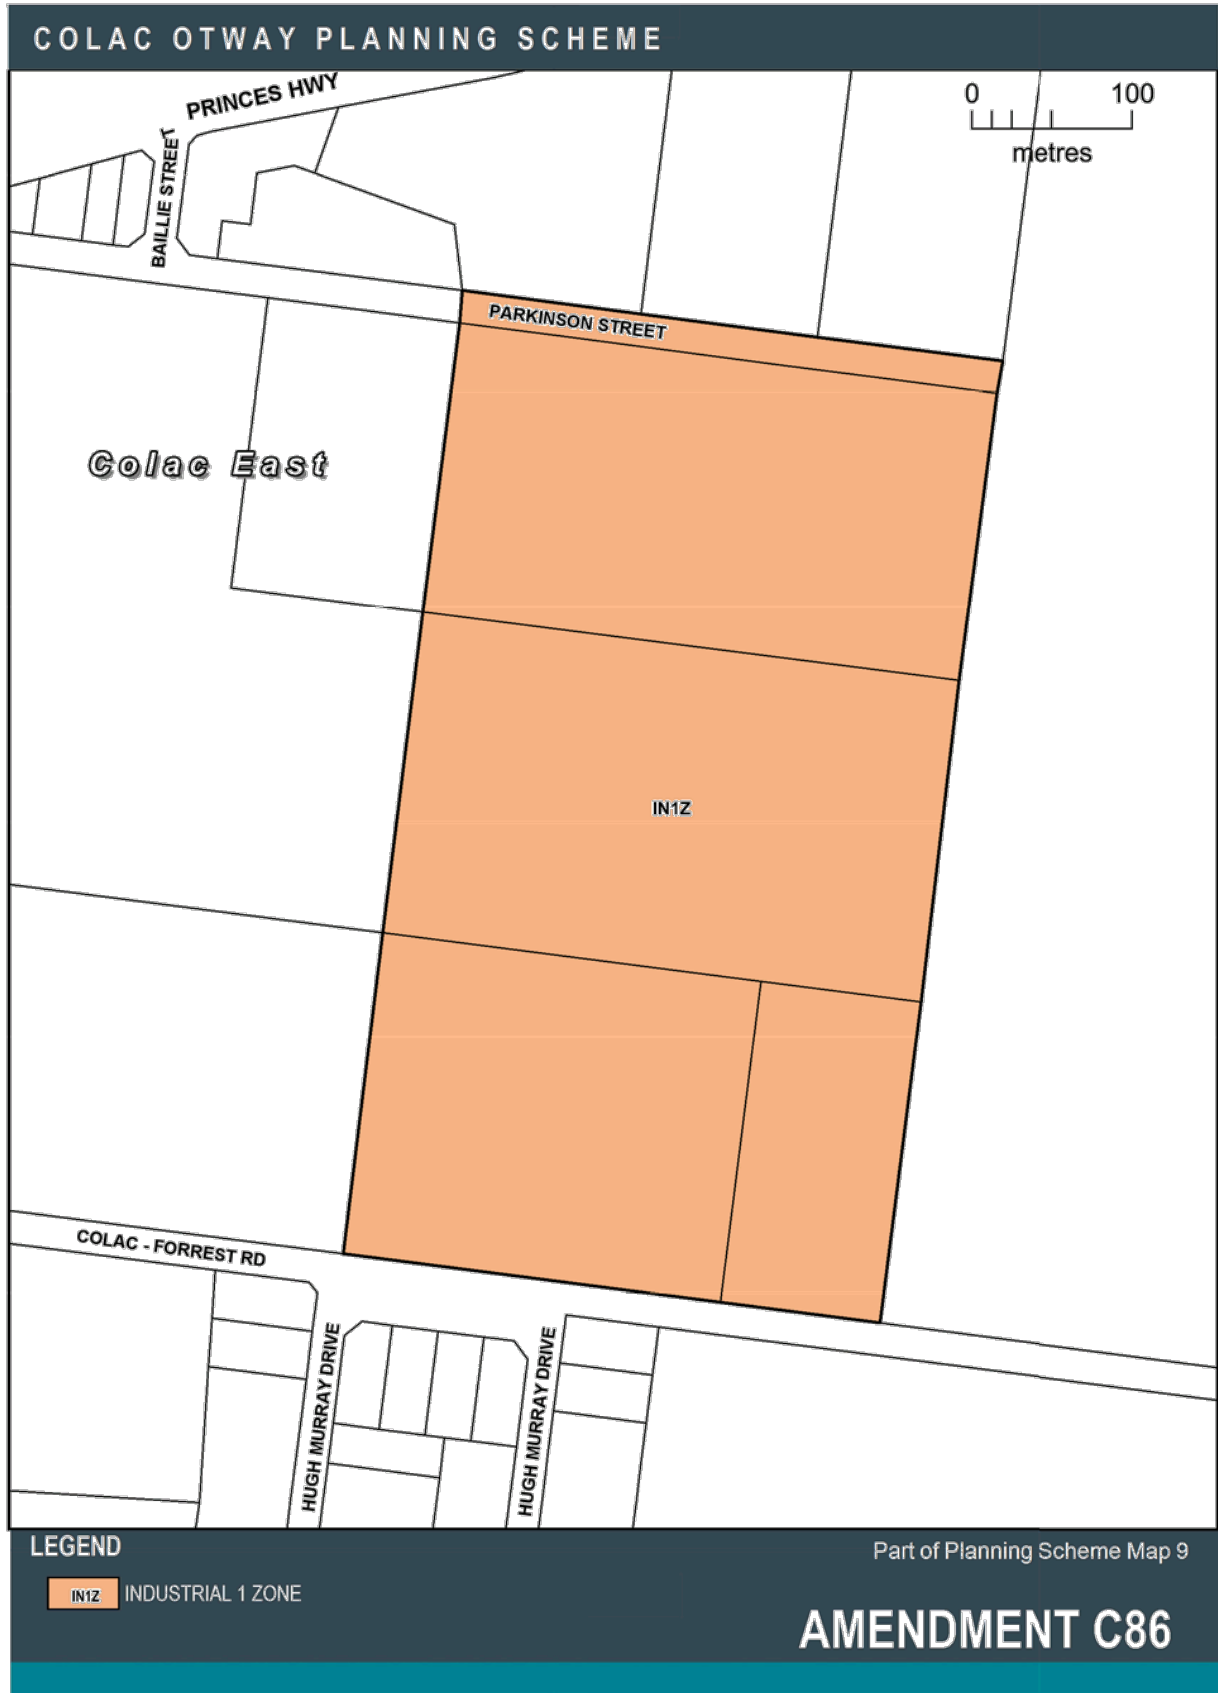 COLAC OTWAY PLANNING SCHEME
PRINCES HWY
0 100
metres
BAILLIE STREET
PARKINSON STREET
Colac East
IN1Z
COLAC - FORREST RD
HUGH MURRAY DRIVE
HUGH MURRAY DRIVE
LEGEND
Part of Planning Scheme Map 9
IN1Z INDUSTRIAL 1 ZONE
AMENDMENT C86